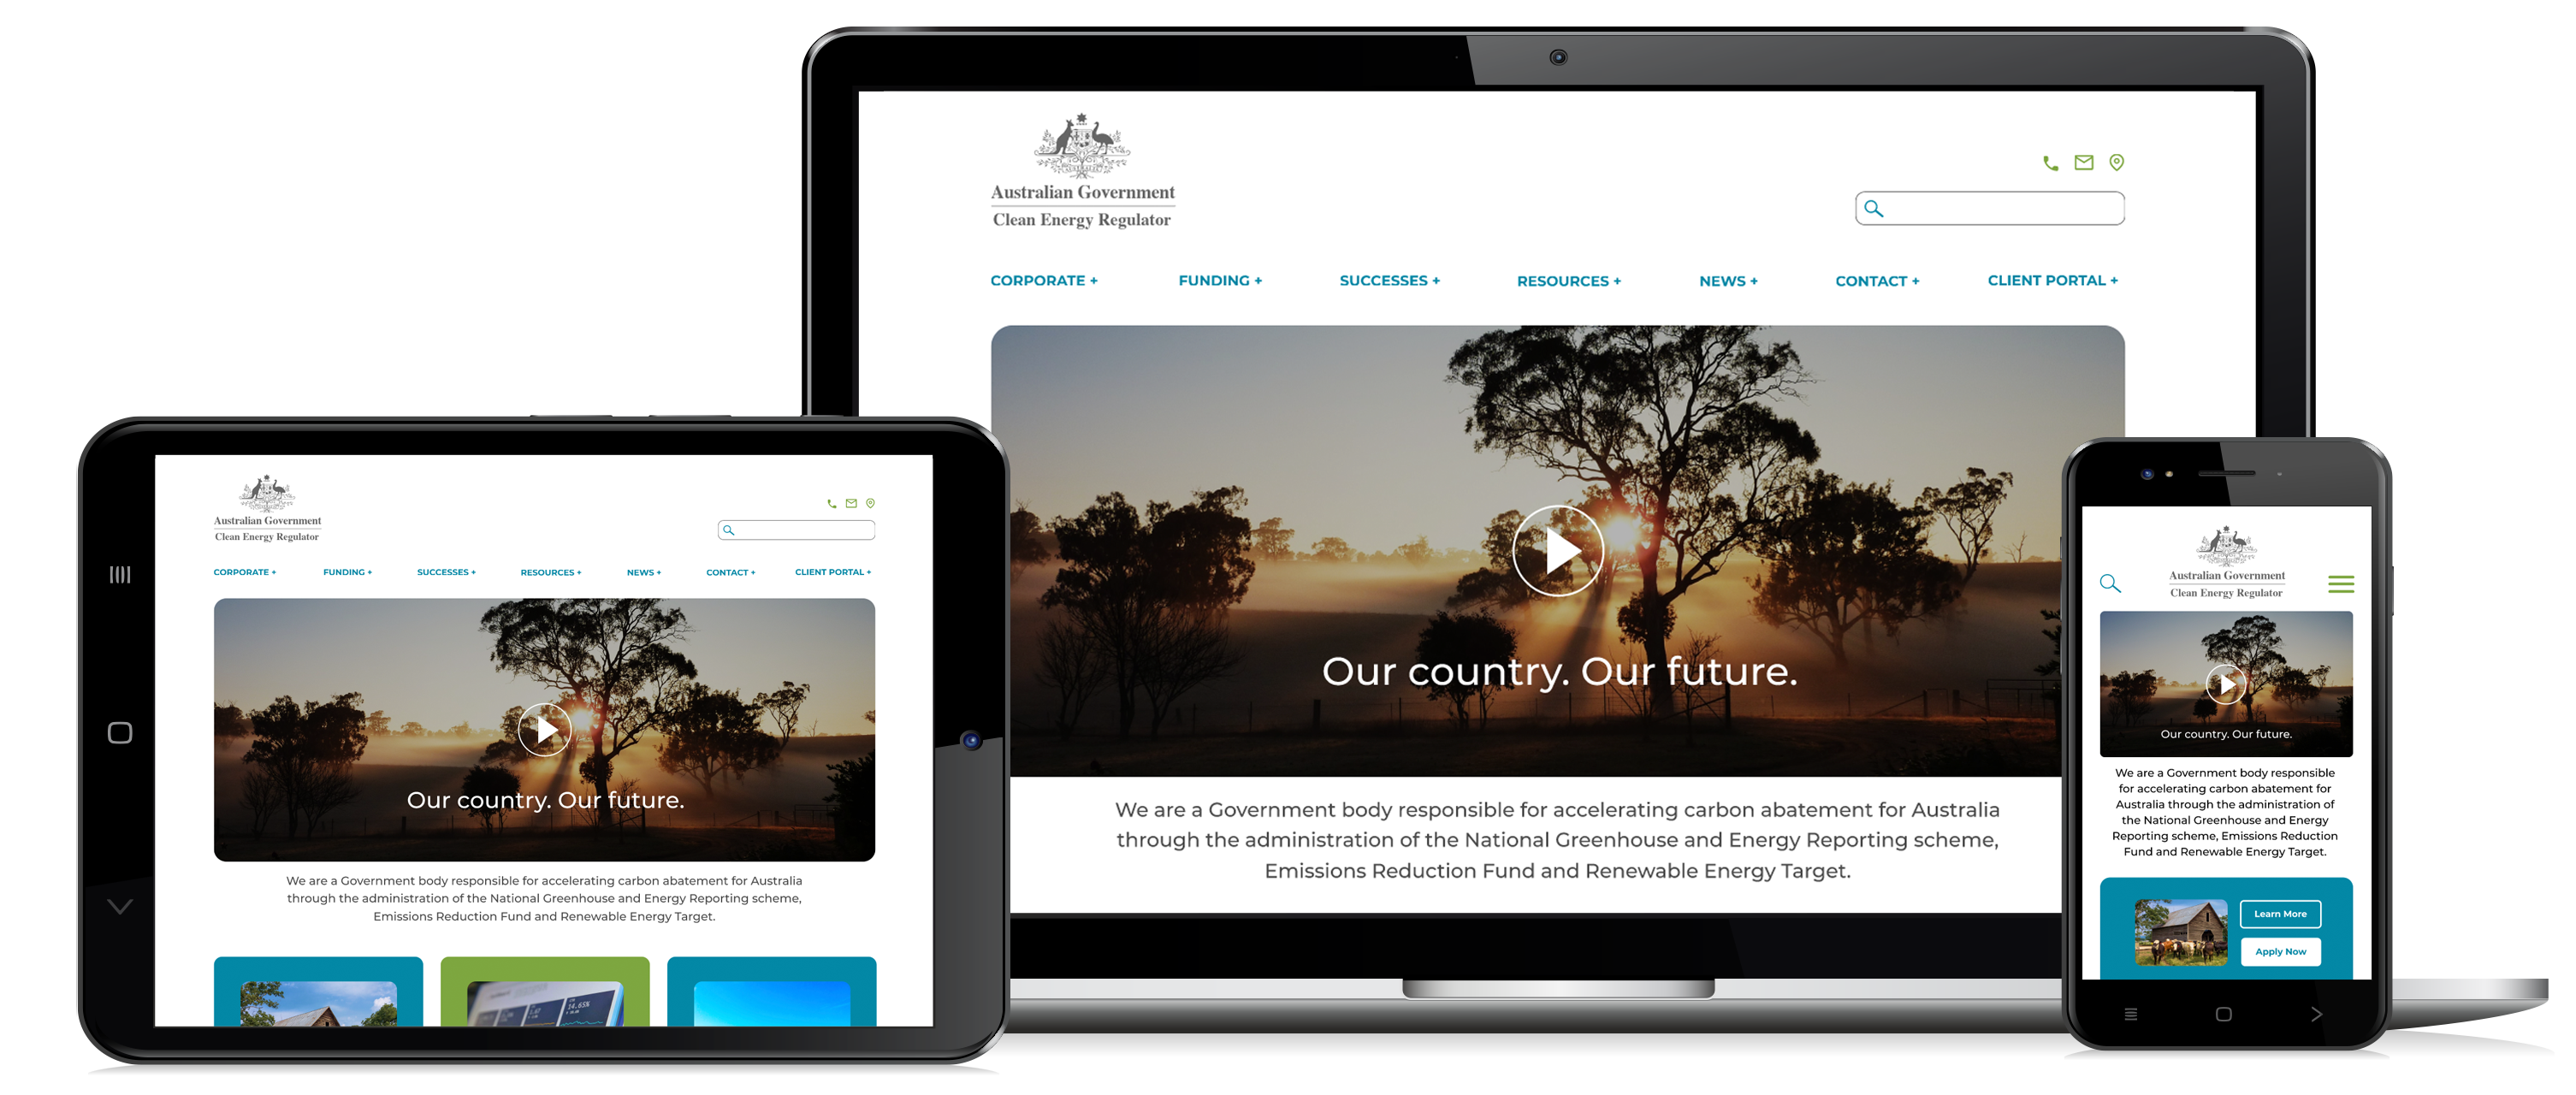 Australian Government
Clean Energy Regulator
CORPORATE + FUNDING + SUCCESSES + RESOURCES + NEWS + CONTACT + CLIENT PORTAL +
Our country. Our future.
We are a Government body responsible for accelerating carbon abatement for Australia
through the administration of the National Greenhouse and Energy Reporting scheme,
Emissions Reduction Fund and Renewable Energy Target.
Australian Government
Clean Energy Regulator
CORPORATE + FUNDING + SUCCESSES + RESOURCES + NEWS + CONTACT + CLIENT PORTAL +
Our country. Our future.
We are a Government body responsible for accelerating carbon abatement for Australia
through the administration of the National Greenhouse and Energy Reporting scheme,
Emissions Reduction Fund and Renewable Energy Target.
14.65%
Australian Government
Clean Energy Regulator
Our country. Our future.
We are a Government body responsible
for accelerating carbon abatement for
Australia through the administration of
the National Greenhouse and Energy
Reporting scheme, Emissions Reduction
Fund and Renewable Energy Target.
Learn More
Apply Now